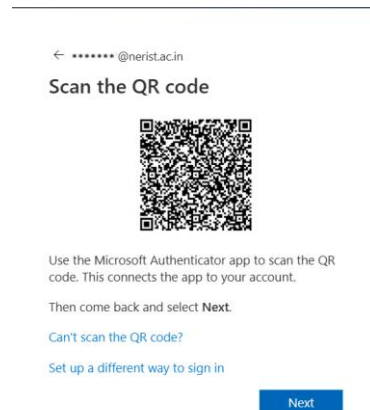 ← ••••••• @nerist.ac.in
Scan the QR code
Use the Microsoft Authenticator app to scan the QR
code. This connects the app to your account.
Then come back and select Next.
Can't scan the QR code?
Set up a different way to sign in
Next